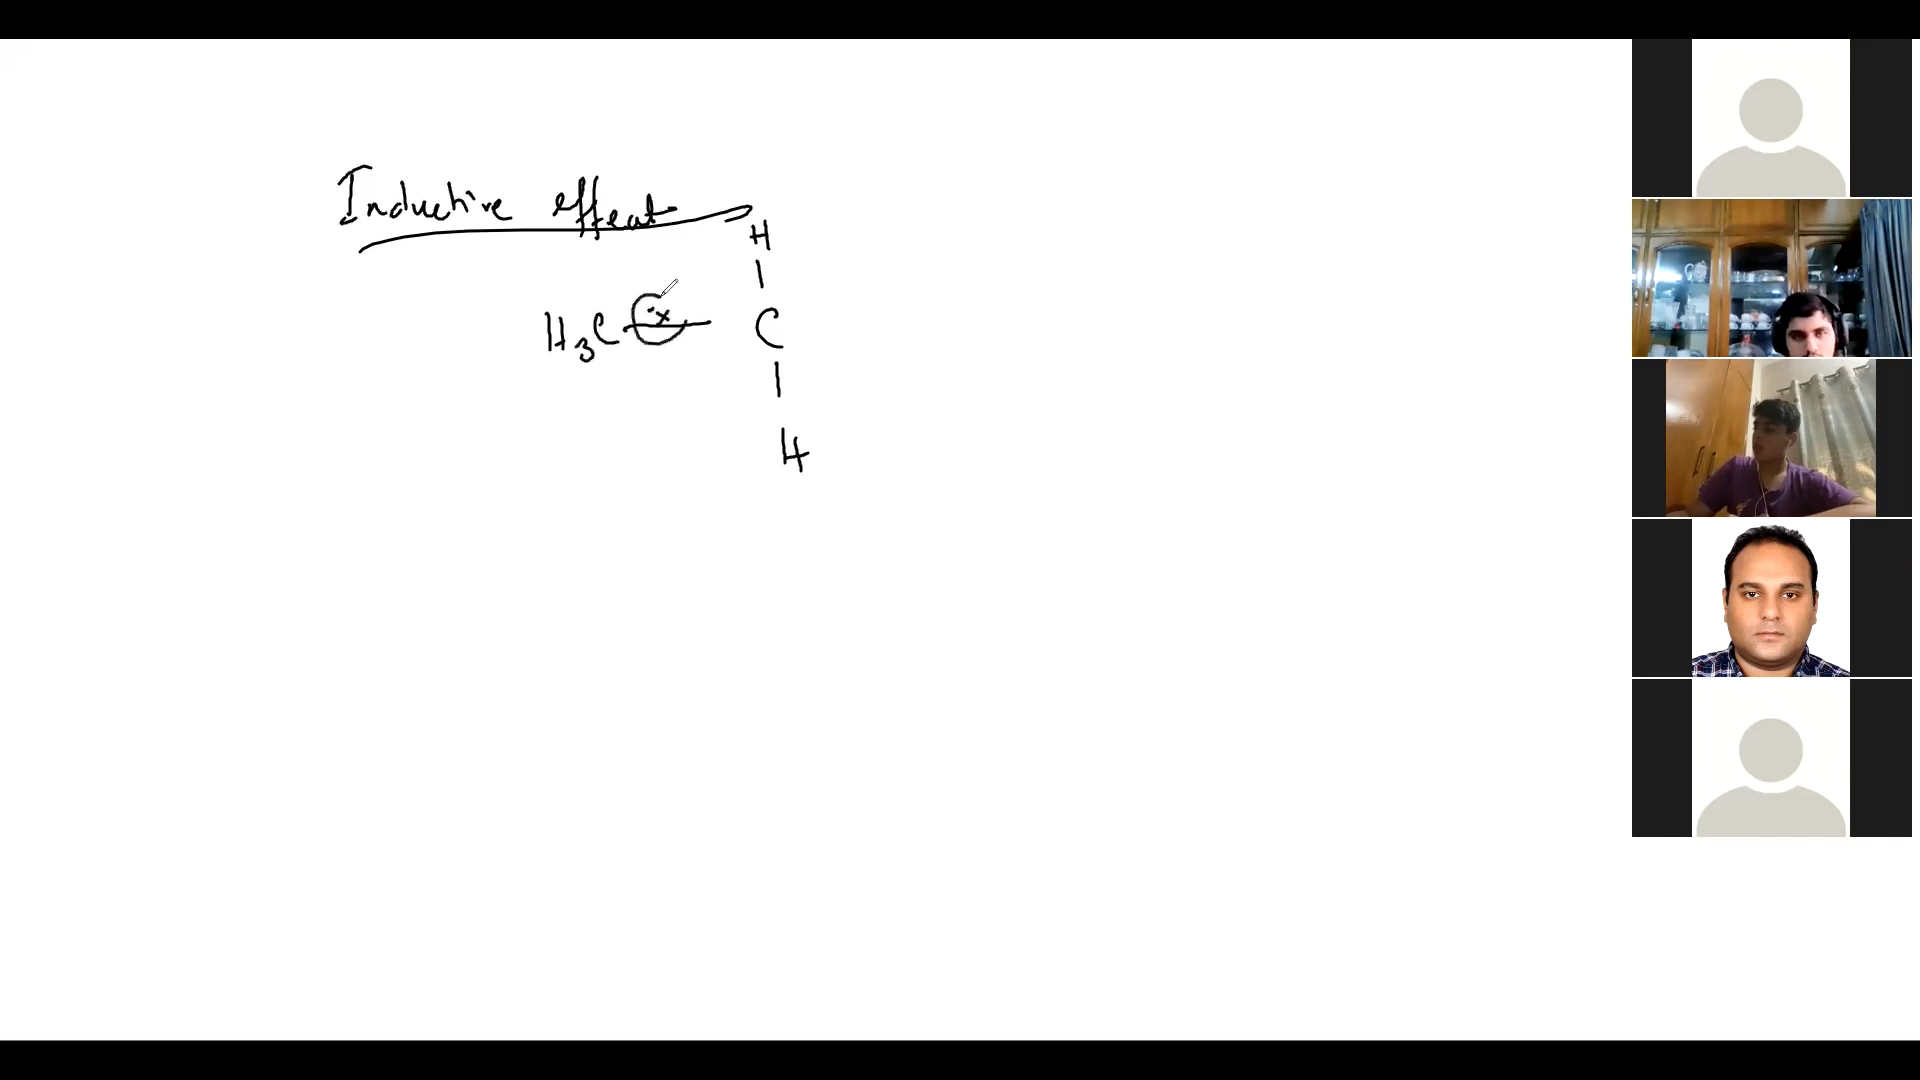 Inductive effect
H
|
H3C ·x — C
|
H